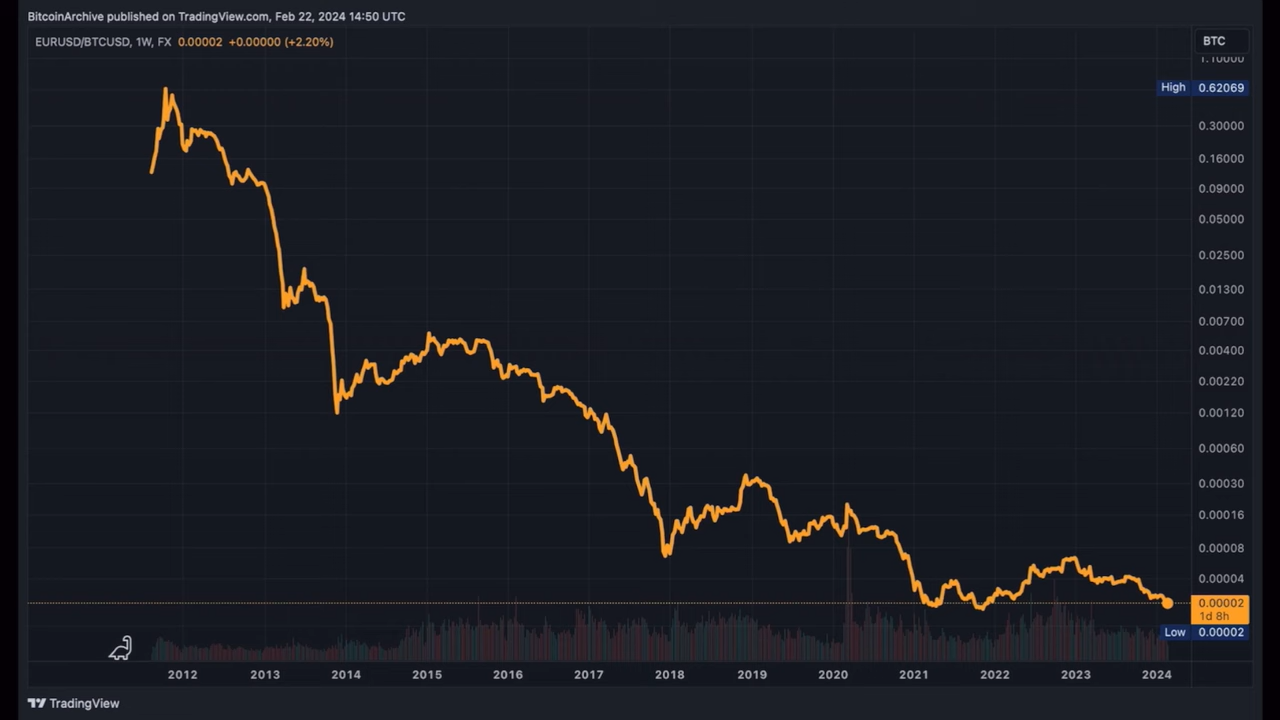 BitcoinArchive published on TradingView.com, Feb 22, 2024 14:50 UTC
EURUSD/BTCUSD, 1W, FX 0.00002 +0.00000 (+2.20%)
BTC
1.10000
High 0.62069
0.30000
0.16000
0.09000
0.05000
0.02500
0.01300
0.00700
0.00400
0.00220
0.00120
0.00060
0.00030
0.00016
0.00008
0.00004
0.00002
1d 8h
Low 0.00002
2012 2013 2014 2015 2016 2017 2018 2019 2020 2021 2022 2023 2024
TradingView